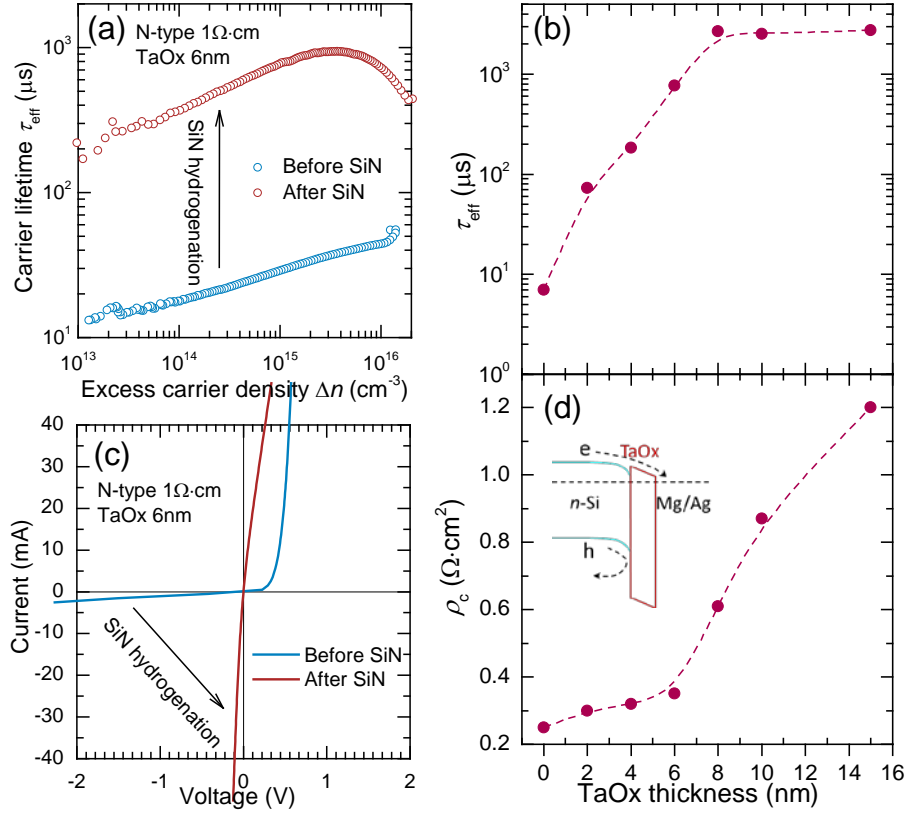 (a)
N-type 1Ω·cm
TaOx 6nm
10³
10²
10¹
Carrier lifetime τeff (μs)
SiN hydrogenation
Before SiN
After SiN
10¹³
10¹⁴
10¹⁵
10¹⁶
Excess carrier density Δn (cm⁻³)
(b)
10³
10²
10¹
10⁰
τeff (μs)
(c)
N-type 1Ω·cm
TaOx 6nm
40
30
20
10
0
-10
-20
-30
-40
Current (mA)
SiN hydrogenation
Before SiN
After SiN
-2
-1
0
1
2
Voltage (V)
(d)
1.2
1.0
0.8
0.6
0.4
0.2
ρc (Ω·cm²)
e
TaOx
n-Si
Mg/Ag
h
0
2
4
6
8
10
12
14
16
TaOx thickness (nm)